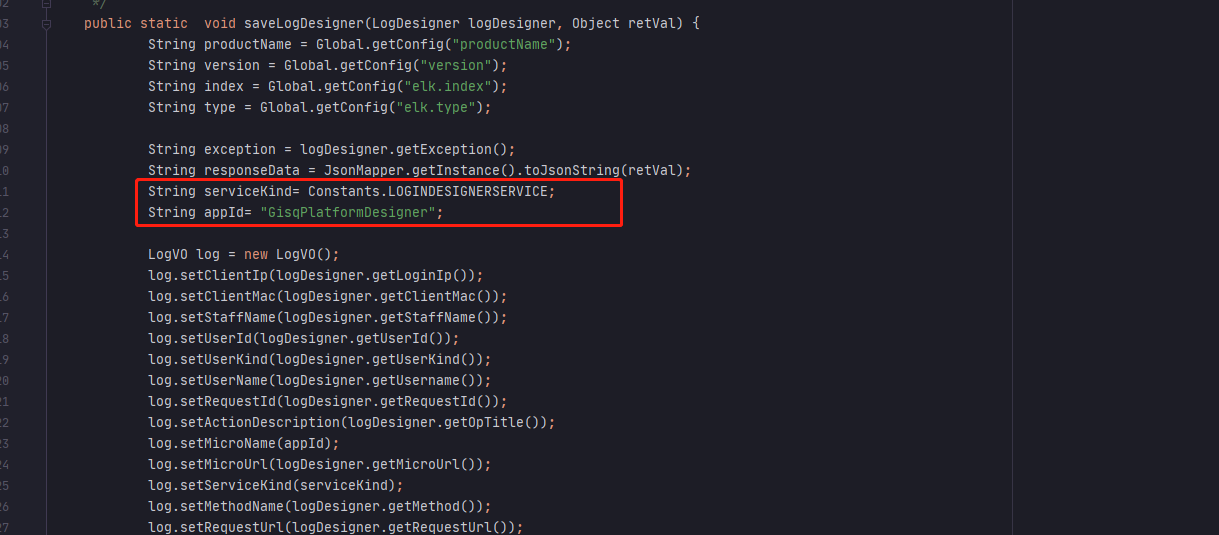 */
03 public static  void saveLogDesigner(LogDesigner logDesigner, Object retVal) {
04 String productName = Global.getConfig("productName");
05 String version = Global.getConfig("version");
06 String index = Global.getConfig("elk.index");
07 String type = Global.getConfig("elk.type");
08
09 String exception = logDesigner.getException();
10 String responseData = JsonMapper.getInstance().toJsonString(retVal);
11 String serviceKind= Constants.LOGINDESIGNERSERVICE;
12 String appId= "GisqPlatformDesigner";
13
14 LogVO log = new LogVO();
15 log.setClientIp(logDesigner.getLoginIp());
16 log.setClientMac(logDesigner.getClientMac());
17 log.setStaffName(logDesigner.getStaffName());
18 log.setUserId(logDesigner.getUserId());
19 log.setUserKind(logDesigner.getUserKind());
20 log.setUserName(logDesigner.getUsername());
21 log.setRequestId(logDesigner.getRequestId());
22 log.setActionDescription(logDesigner.getOpTitle());
23 log.setMicroName(appId);
24 log.setMicroUrl(logDesigner.getMicroUrl());
25 log.setServiceKind(serviceKind);
26 log.setMethodName(logDesigner.getMethod());
27 log.setRequestUrl(logDesigner.getRequestUrl());